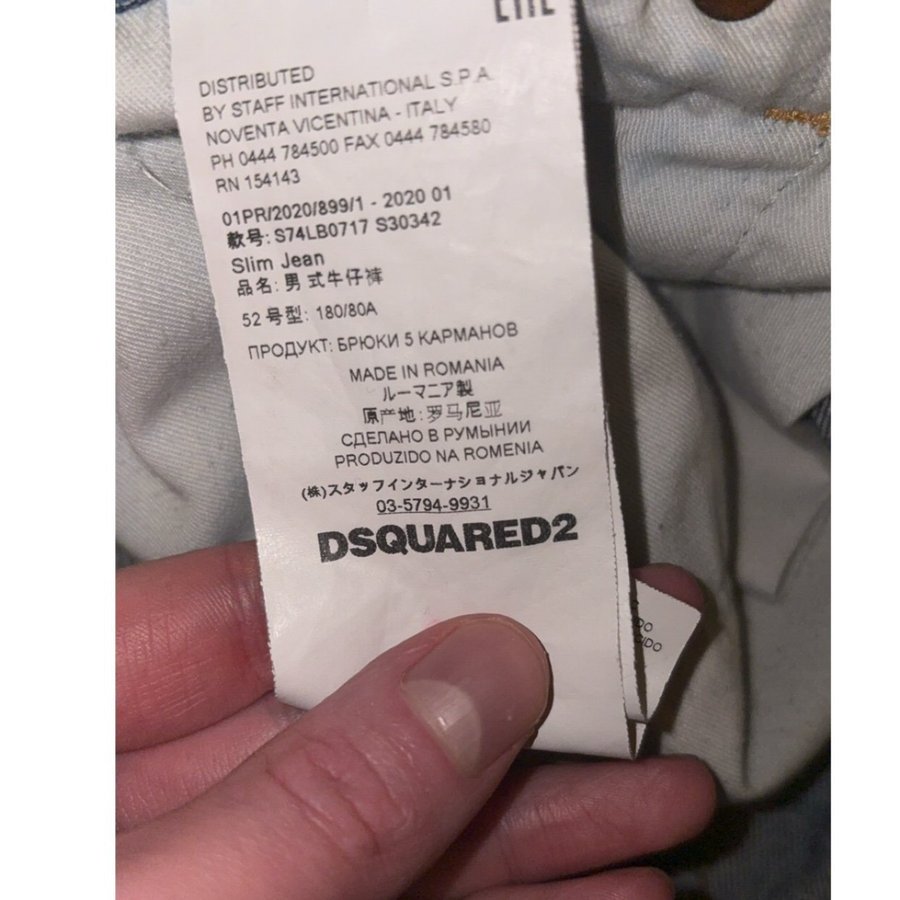 DISTRIBUTED
BY STAFF INTERNATIONAL S.P.A.
NOVENTA VICENTINA - ITALY
PH 0444 784500 FAX 0444 784580
RN 154143
01PR/2020/899/1 - 2020 01
款号: S74LB0717 S30342
Slim Jean
品名: 男式牛仔裤
52 号型: 180/80A
ПРОДУКТ: БРЮКИ 5 КАРМАНОВ
MADE IN ROMANIA
ルーマニア製
原产地: 罗马尼亚
СДЕЛАНО В РУМЫНИИ
PRODUZIDO NA ROMENIA
(株)スタッフインターナショナルジャパン
03-5794-9931
DSQUARED2